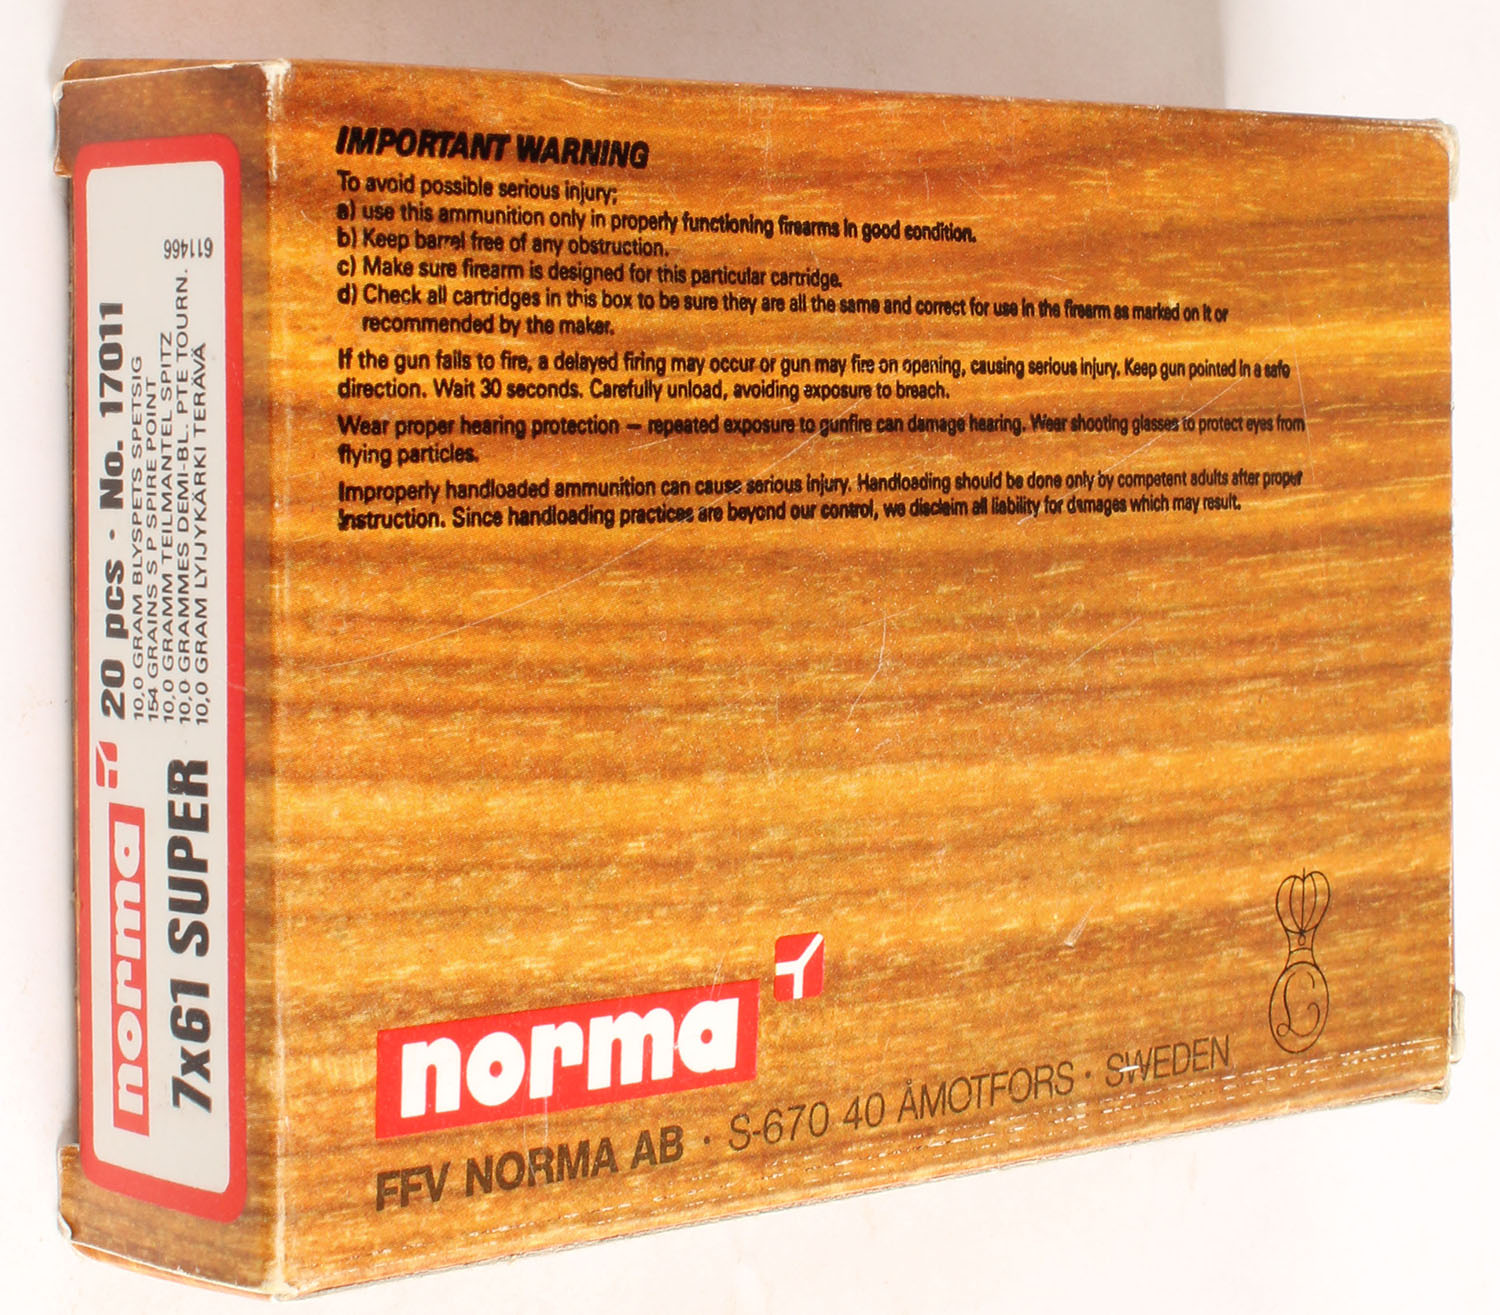 norma
20 pcs · No. 17011
7x61 SUPER
10,0 GRAM BLYSPETS SPETSIG
154 GRAINS S P SPIRE POINT
10,0 GRAMM TEILMANTEL SPITZ
10,0 GRAMMES DEMI-BL. PTE TOURN.
10,0 GRAM LYIJYKÄRKI TERÄVÄ
611466
IMPORTANT WARNING
To avoid possible serious injury;
a) use this ammunition only in properly functioning firearms in good condition.
b) Keep barrel free of any obstruction.
c) Make sure firearm is designed for this particular cartridge.
d) Check all cartridges in this box to be sure they are all the same and correct for use in the firearm as marked on it or
recommended by the maker.
If the gun fails to fire, a delayed firing may occur or gun may fire on opening, causing serious injury. Keep gun pointed in a safe
direction. Wait 30 seconds. Carefully unload, avoiding exposure to breach.
Wear proper hearing protection — repeated exposure to gunfire can damage hearing. Wear shooting glasses to protect eyes from
flying particles.
Improperly handloaded ammunition can cause serious injury. Handloading should be done only by competent adults after proper
instruction. Since handloading practices are beyond our control, we disclaim all liability for damages which may result.
norma
FFV NORMA AB · S-670 40 ÅMOTFORS · SWEDEN
L